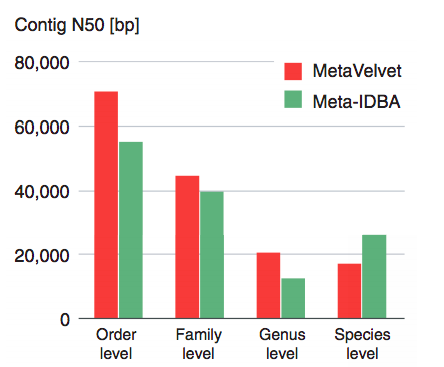 Contig N50 [bp]
80,000
60,000
40,000
20,000
0
MetaVelvet
Meta-IDBA
Order
level
Family
level
Genus
level
Species
level